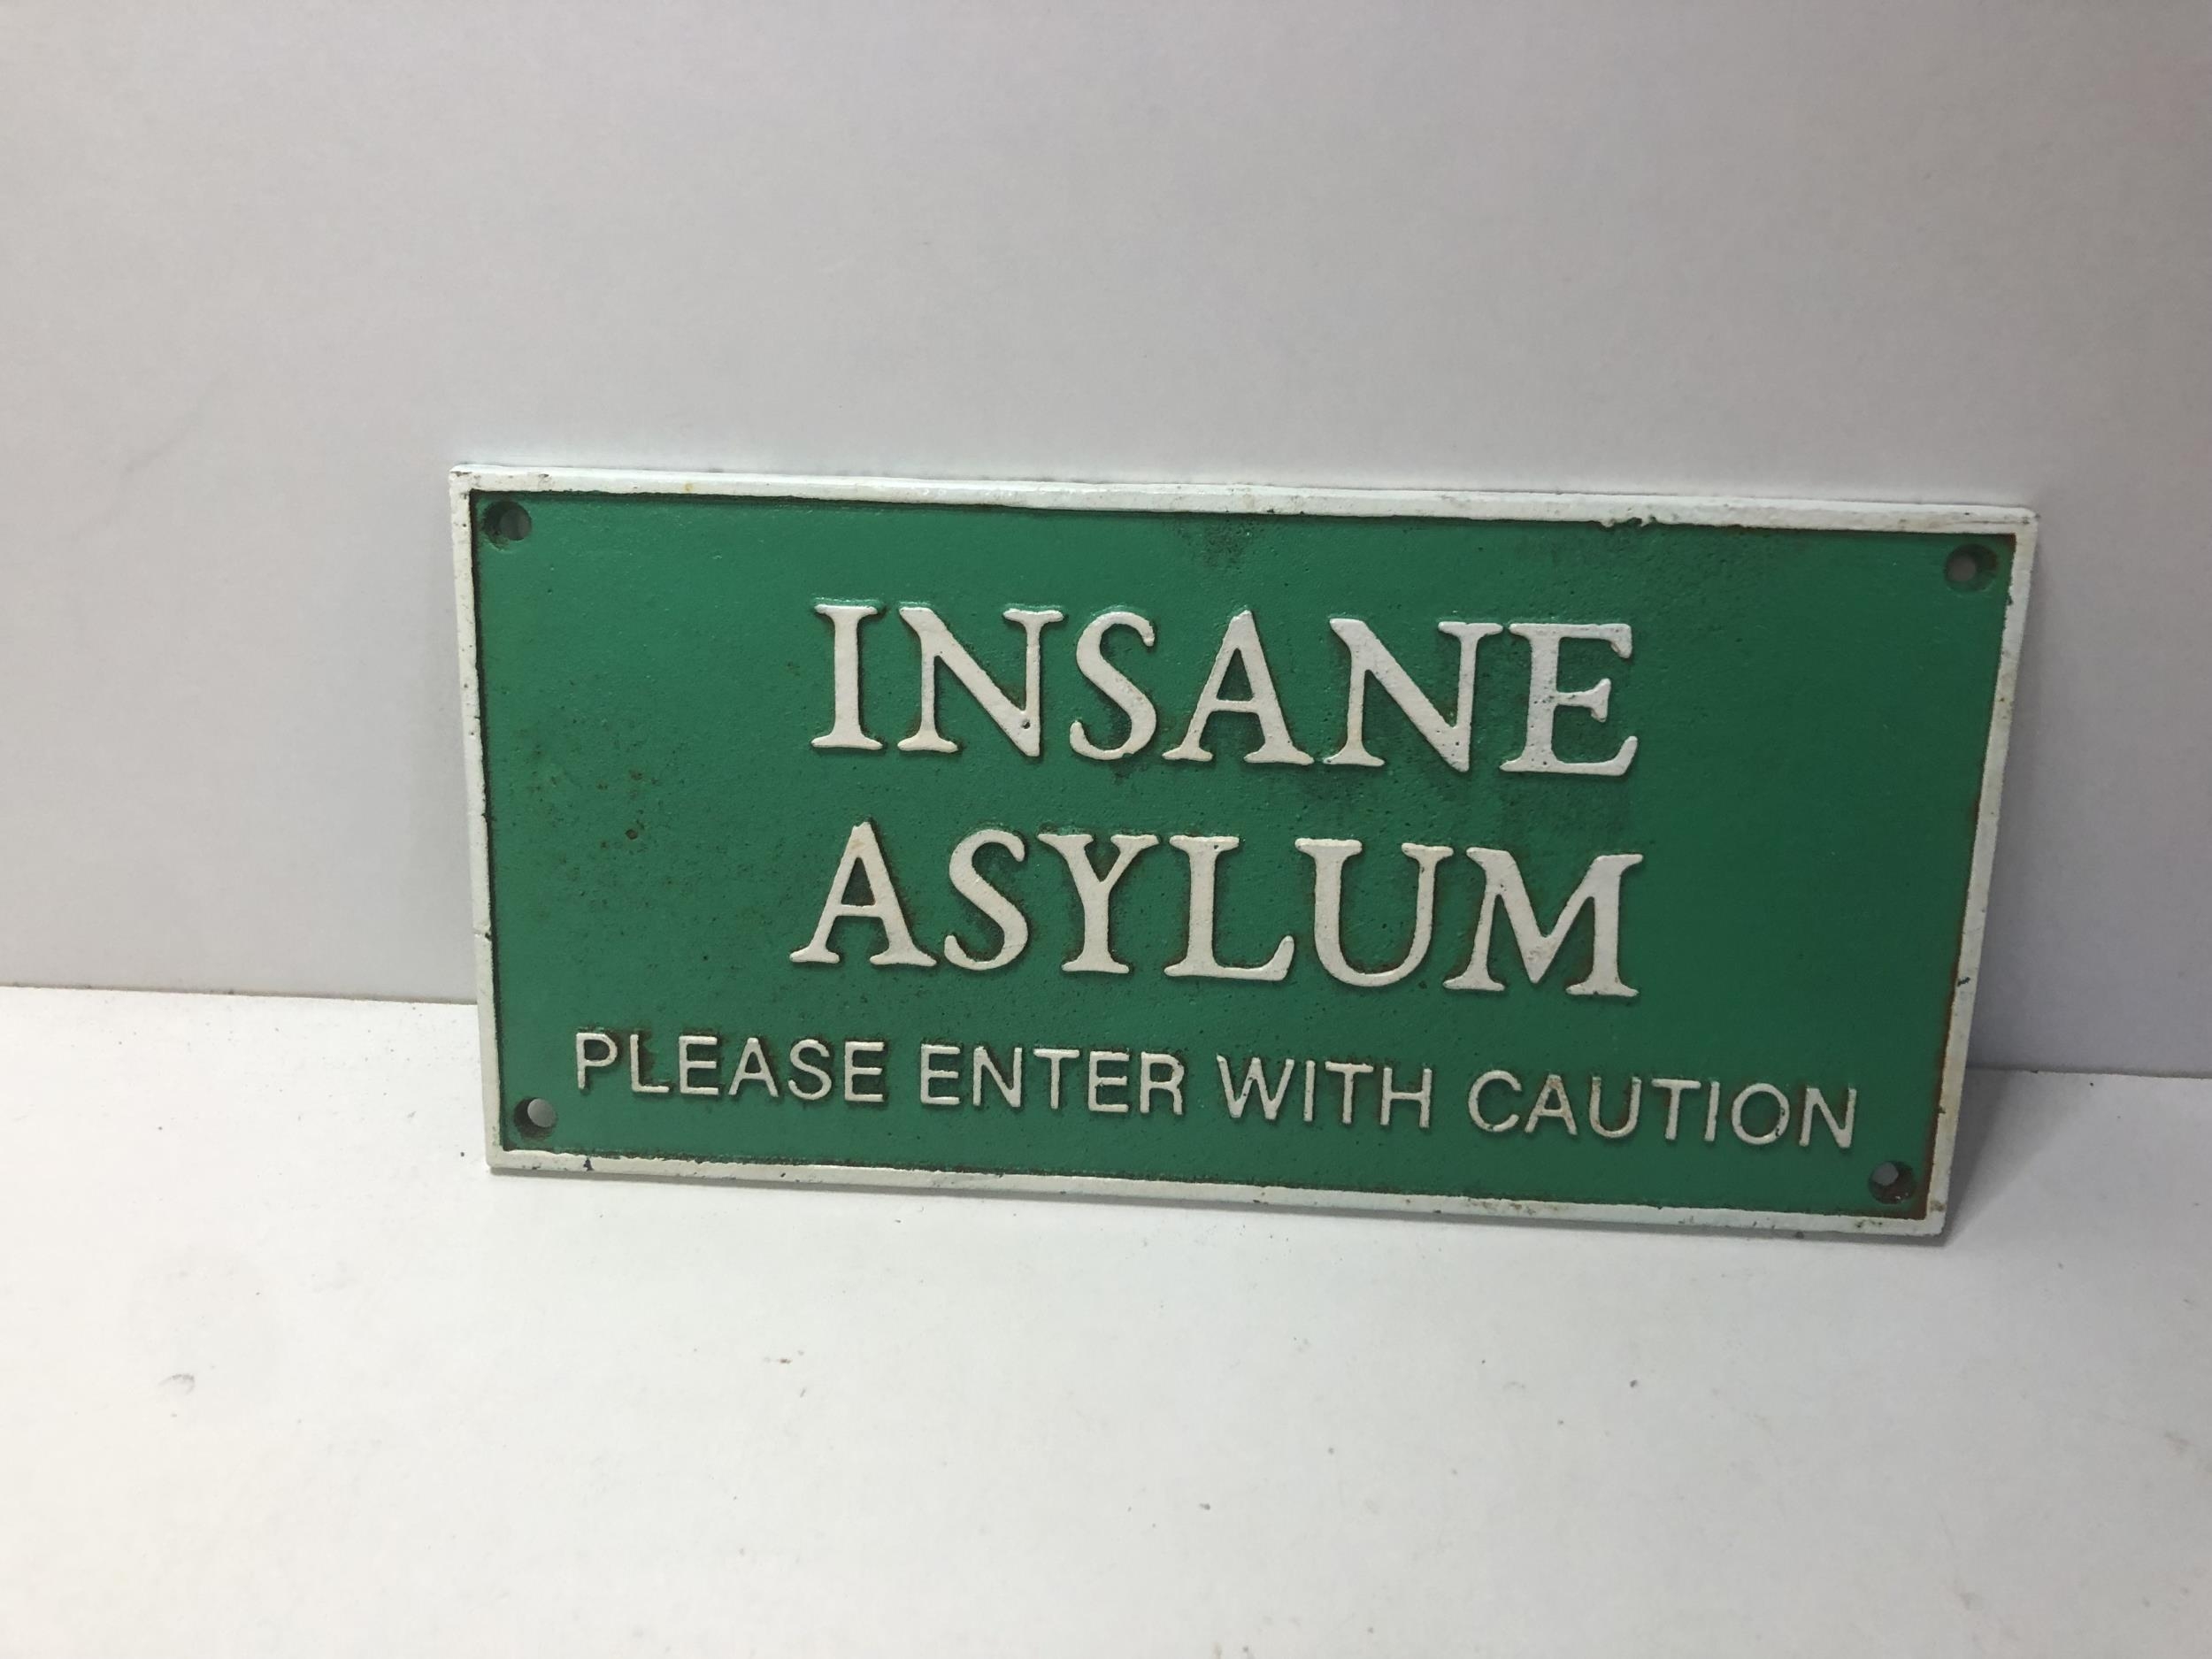 INSANE
ASYLUM
PLEASE ENTER WITH CAUTION